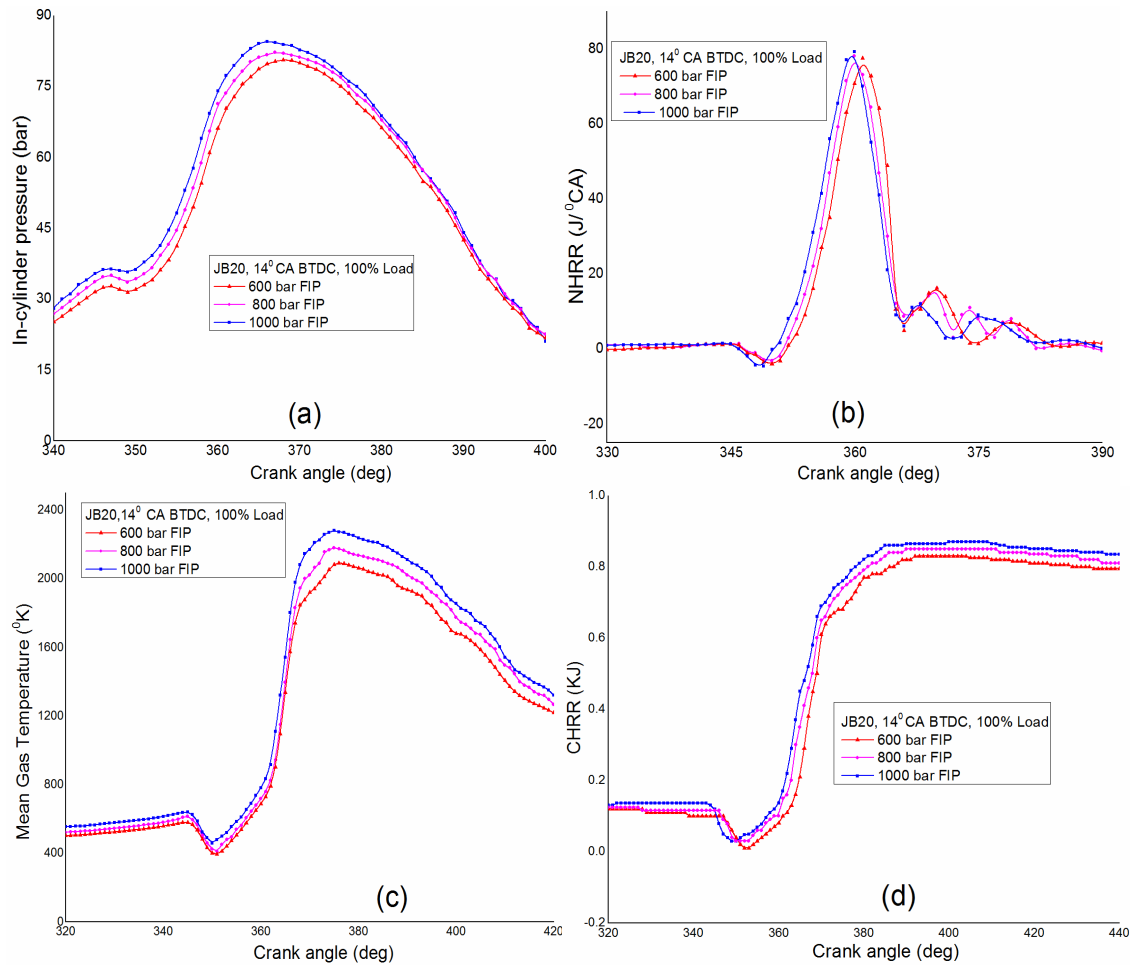 90
75
60
45
30
15
0
In-cylinder pressure (bar)
JB20, 14⁰ CA BTDC, 100% Load
600 bar FIP
800 bar FIP
1000 bar FIP
(a)
340 350 360 370 380 390 400
Crank angle (deg)
80
60
40
20
0
-20
NHRR (J/⁰CA)
JB20, 14⁰ CA BTDC, 100% Load
600 bar FIP
800 bar FIP
1000 bar FIP
(b)
330 345 360 375 390
Crank angle (deg)
2400
2000
1600
1200
800
400
0
Mean Gas Temperature (⁰K)
JB20,14⁰ CA BTDC, 100% Load
600 bar FIP
800 bar FIP
1000 bar FIP
(c)
320 340 360 380 400 420
Crank angle (deg)
1.0
0.8
0.6
0.4
0.2
0.0
-0.2
CHRR (KJ)
JB20, 14⁰ CA BTDC, 100% Load
600 bar FIP
800 bar FIP
1000 bar FIP
(d)
320 340 360 380 400 420 440
Crank angle (deg)